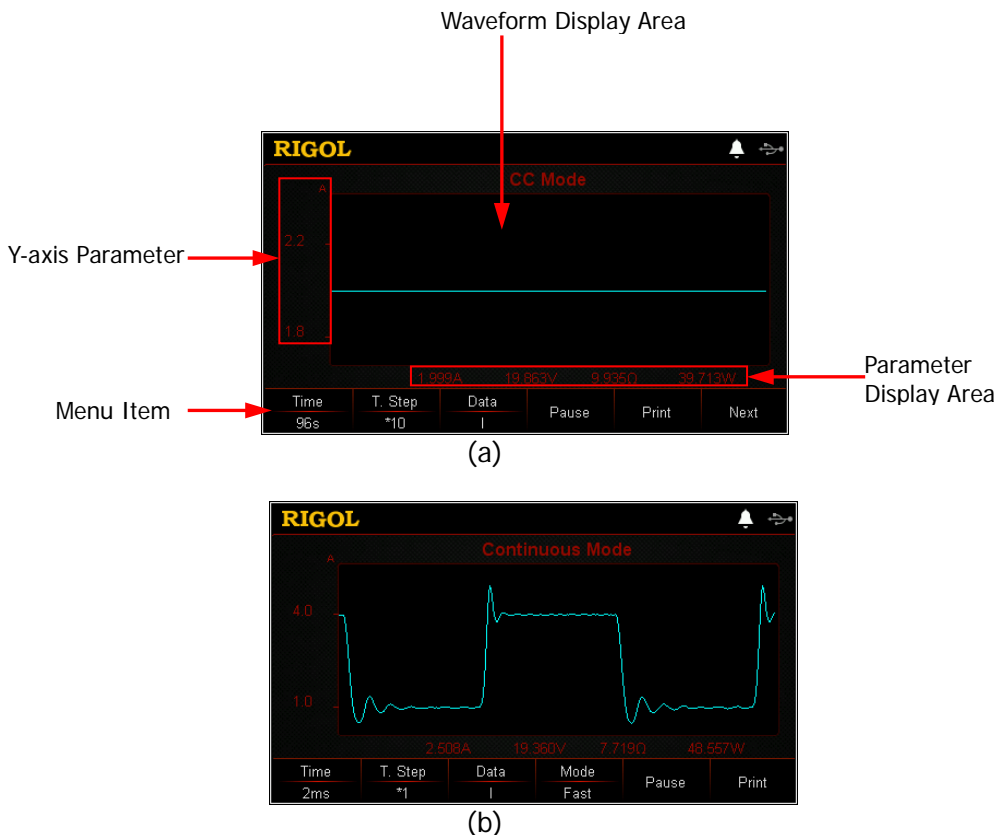 Waveform Display Area
RIGOL
CC Mode
A
2.2
Y-axis Parameter
1.8
1.999A 19.863V 9.935Ω 39.713W
Parameter
Display Area
Menu Item
Time T. Step Data Pause Print Next
96s *10 I
(a)
RIGOL
Continuous Mode
A
4.0
1.0
2.508A 19.360V 7.719Ω 48.557W
Time T. Step Data Mode Pause Print
2ms *1 I Fast
(b)